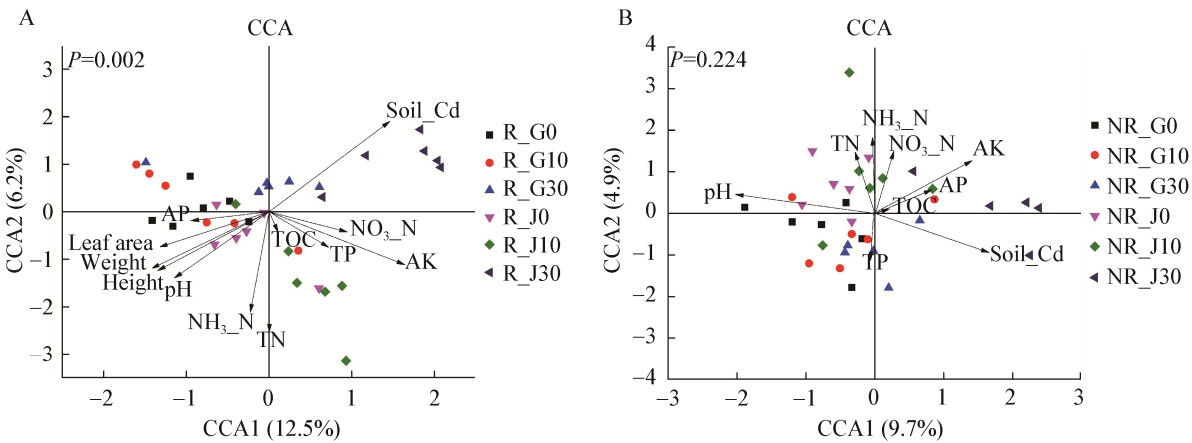 A
CCA
P=0.002
3
2
1
0
−1
−2
−3
−2
−1
0
1
2
CCA2 (6.2%)
CCA1 (12.5%)
Soil_Cd
AP
Leaf area
Weight
Height
pH
NH₃_N
TN
TOC
TP
NO₃_N
AK
R_G0
R_G10
R_G30
R_J0
R_J10
R_J30
B
CCA
P=0.224
4
3
2
1
0
−1
−2
−3
−4
−3
−2
−1
0
1
2
3
CCA2 (4.9%)
CCA1 (9.7%)
NH₃_N
TN
NO₃_N
AK
pH
AP
TOC
TP
Soil_Cd
NR_G0
NR_G10
NR_G30
NR_J0
NR_J10
NR_J30